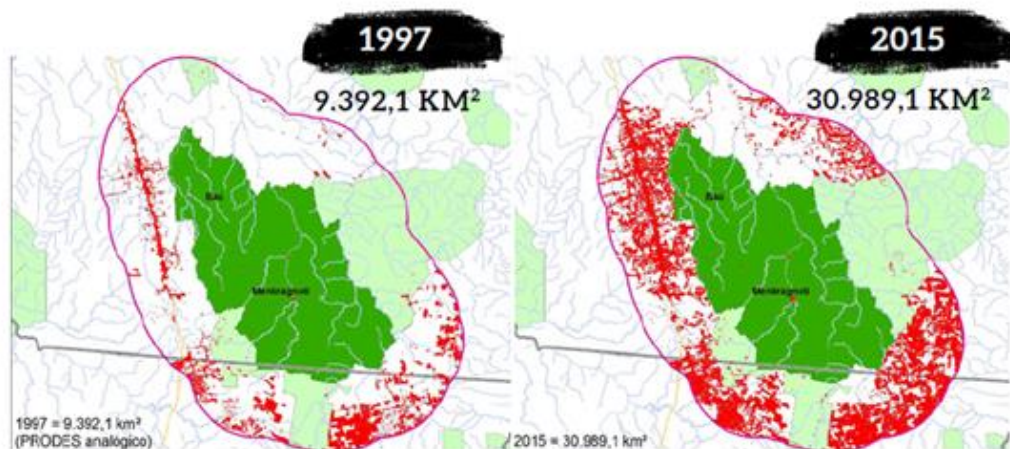 1997
9.392,1 KM²
Baú
Menkragnoti
1997 = 9.392,1 km²
(PRODES analógico)
2015
30.989,1 KM²
Baú
Menkragnoti
2015 = 30.989,1 km²